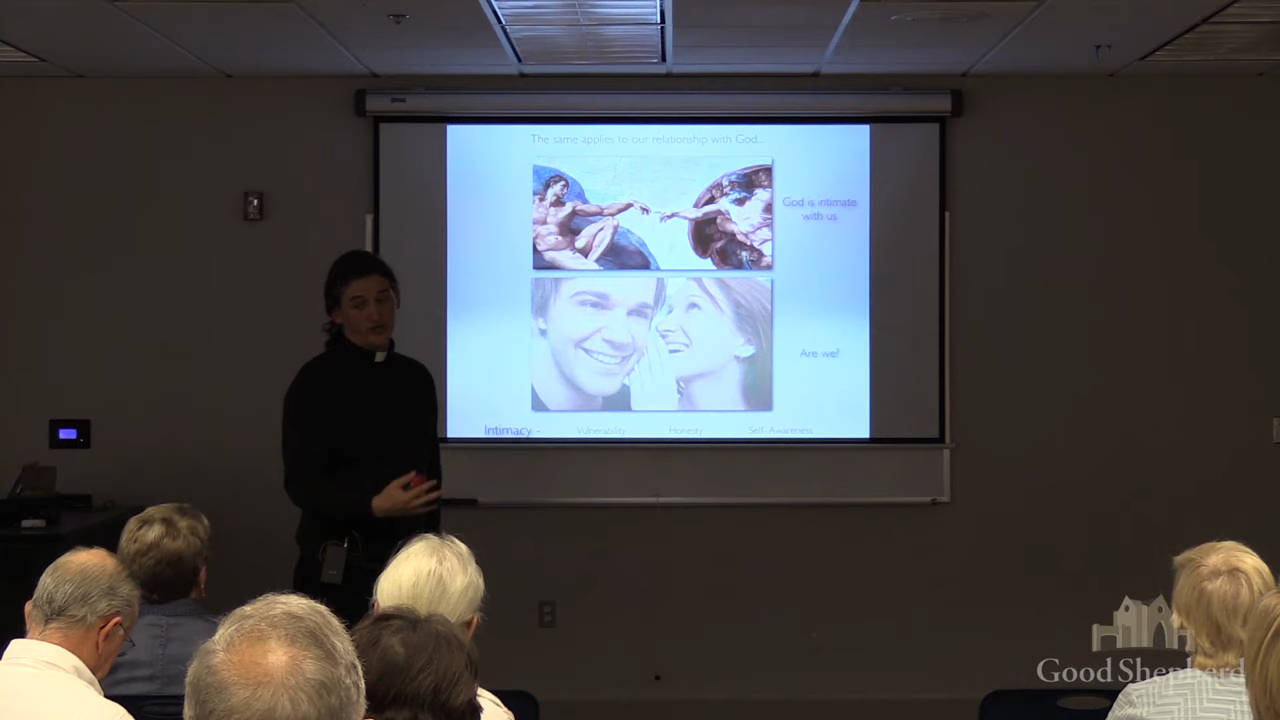 The same applies to our relationship with God...
God is intimate
with us
Are we?
Intimacy -
Vulnerability
Honesty
Self-Awareness
Good Shepherd